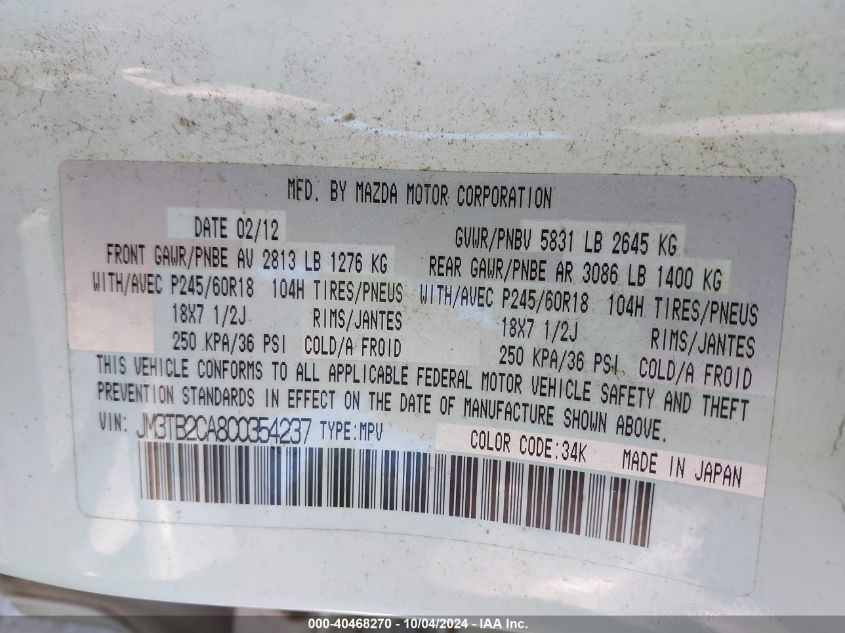 MFD. BY MAZDA MOTOR CORPORATION
DATE 02/12 GVWR/PNBV 5831 LB 2645 KG
FRONT GAWR/PNBE AV 2813 LB 1276 KG REAR GAWR/PNBE AR 3086 LB 1400 KG
WITH/AVEC P245/60R18 104H TIRES/PNEUS WITH/AVEC P245/60R18 104H TIRES/PNEUS
18X7 1/2J RIMS/JANTES 18X7 1/2J RIMS/JANTES
250 KPA/36 PSI COLD/A FROID 250 KPA/36 PSI COLD/A FROID
THIS VEHICLE CONFORMS TO ALL APPLICABLE FEDERAL MOTOR VEHICLE SAFETY AND THEFT
PREVENTION STANDARDS IN EFFECT ON THE DATE OF MANUFACTURE SHOWN ABOVE.
VIN: JM3TB2CA8C0354237 TYPE:MPV COLOR CODE:34K MADE IN JAPAN
000-40468270 - 10/04/2024 - IAA Inc.